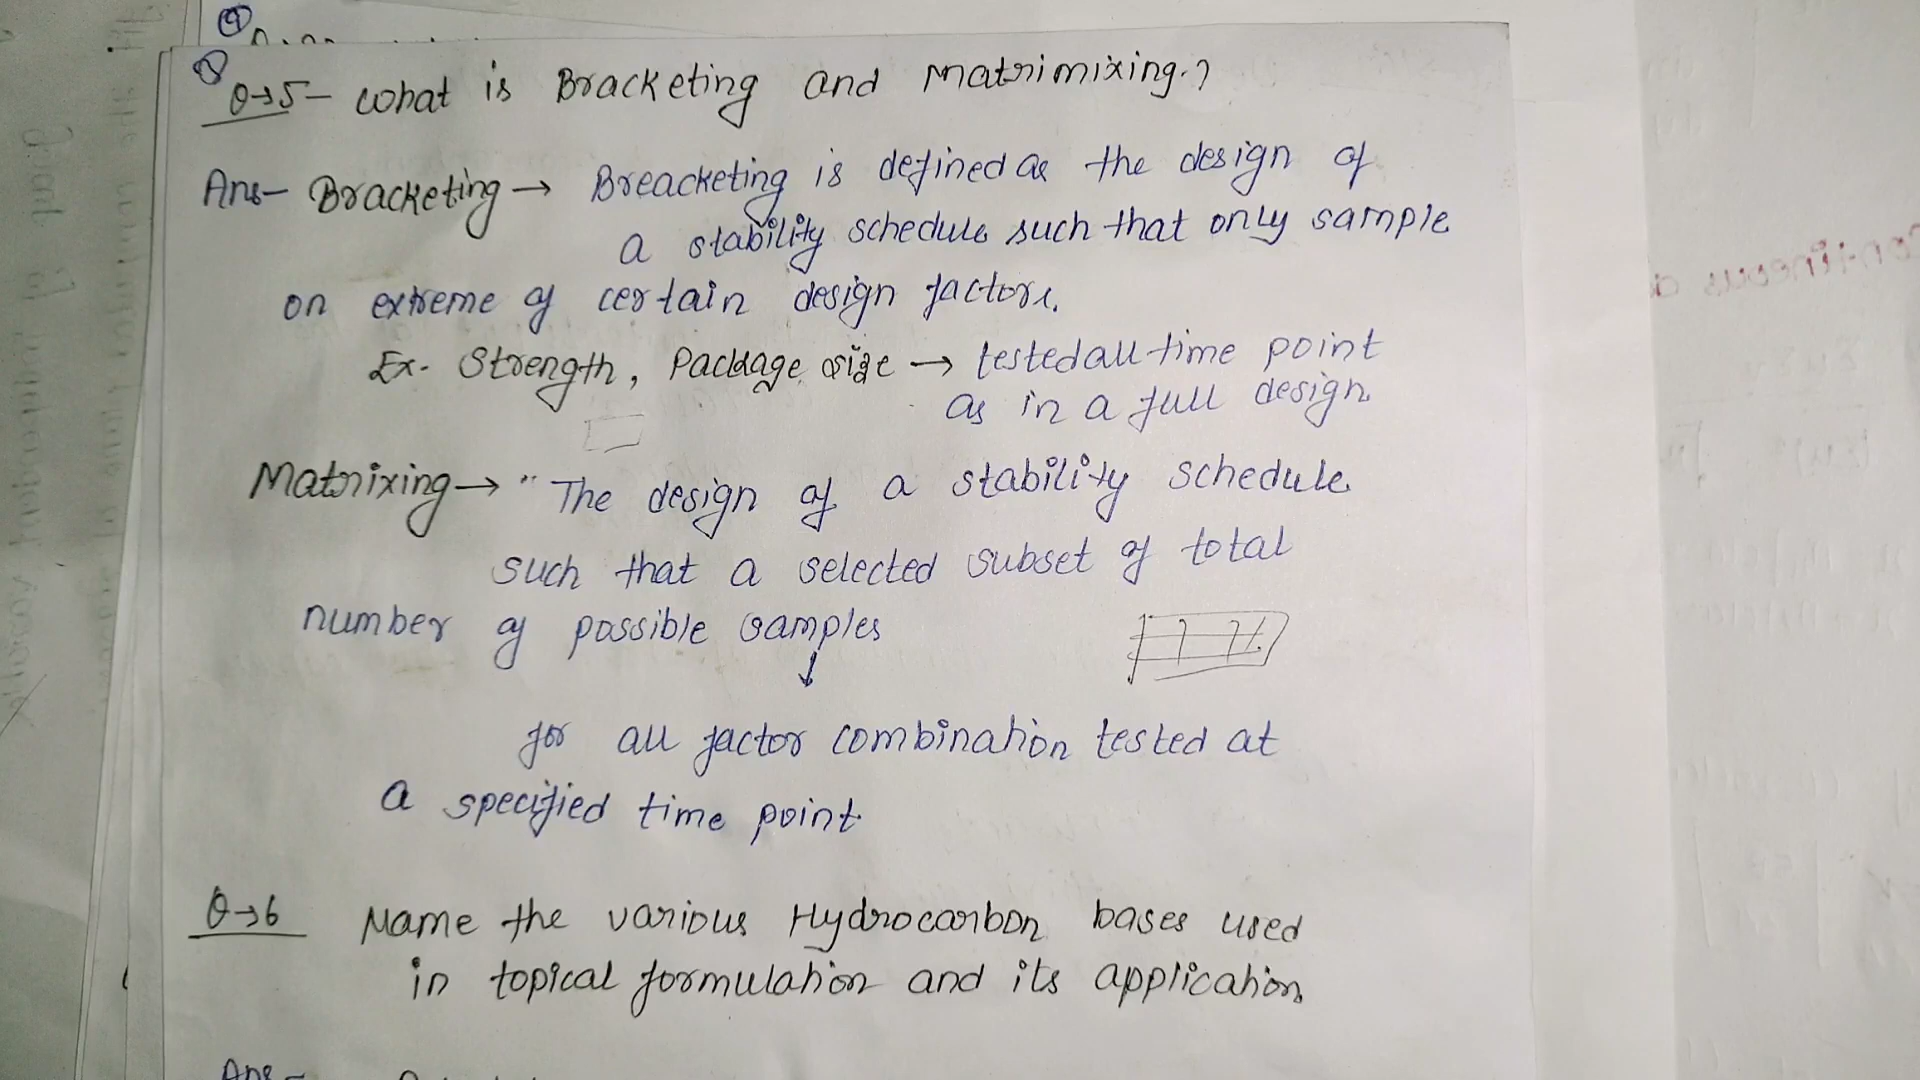 Q→5- What is Bracketing and Matrimixing.?
Ans- Bracketing → Breacketing is defined as the design of
a stability schedule such that only sample
on extreme of certain design factors.
Ex. Strength, Package size → tested all time point
as in a full design.
Matrixing → " The design of a stability schedule
such that a selected subset of total
number of possible samples
↓
for all factor combination tested at
a specified time point.
Q→6 Name the various Hydrocarbon bases used
in topical formulation and its application.
Ans-